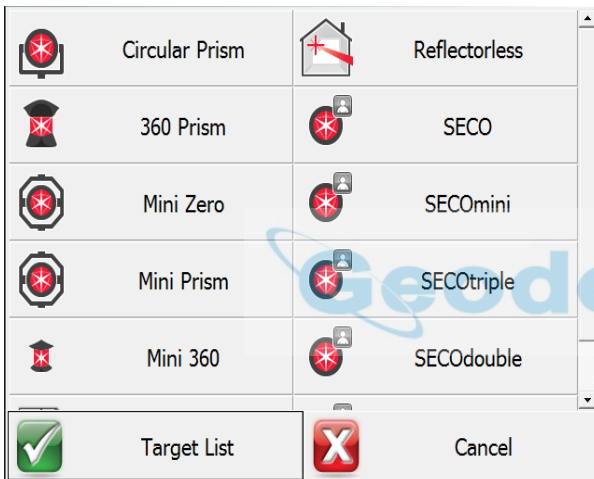 Circular Prism
Reflectorless
360 Prism
SECO
Mini Zero
SECOmini
Mini Prism
SECOtriple
Mini 360
SECOdouble
Target List
Cancel